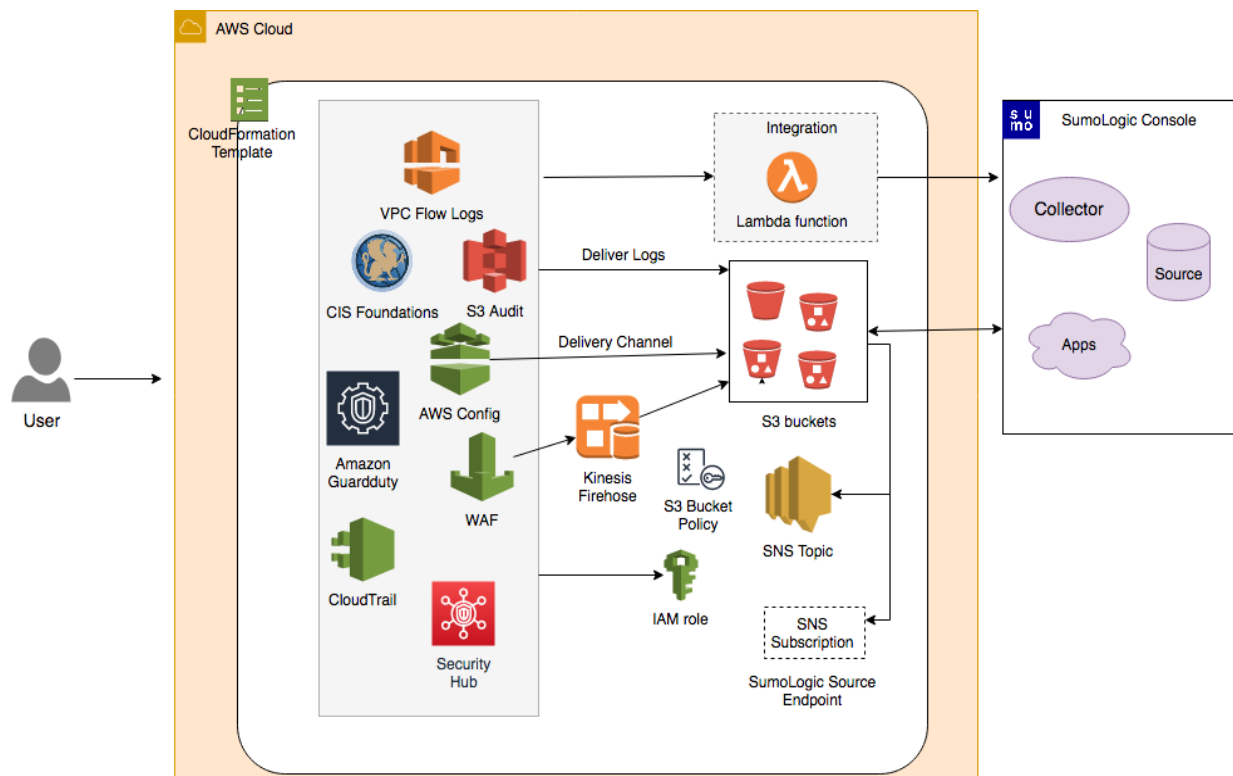 AWS Cloud
CloudFormation
Template
VPC Flow Logs
CIS Foundations
S3 Audit
AWS Config
Amazon
Guardduty
WAF
CloudTrail
Security
Hub
User
Integration
Lambda function
Deliver Logs
Delivery Channel
S3 buckets
Kinesis
Firehose
S3 Bucket
Policy
SNS Topic
IAM role
SNS
Subscription
SumoLogic Source
Endpoint
su
mo
SumoLogic Console
Collector
Source
Apps